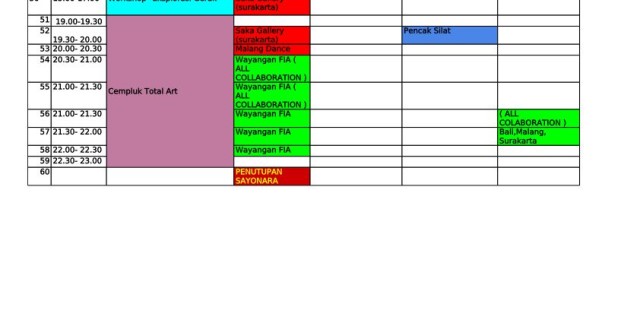 (surakarta)
51 19.00-19.30
52 19.30- 20.00 Saka Gallery (surakarta) Pencak Silat
53 20.00- 20.30 Malang Dance
54 20.30- 21.00 Wayangan FIA (
ALL
COLLABORATION )
55 21.00- 21.30 Cempluk Total Art Wayangan FIA (
ALL
COLLABORATION )
56 21.00- 21.30 Wayangan FIA ( ALL
COLABORATION )
57 21.30- 22.00 Wayangan FIA Bali,Malang,
Surakarta
58 22.00- 22.30 Wayangan FIA
59 22.30- 23.00
60 PENUTUPAN
SAYONARA